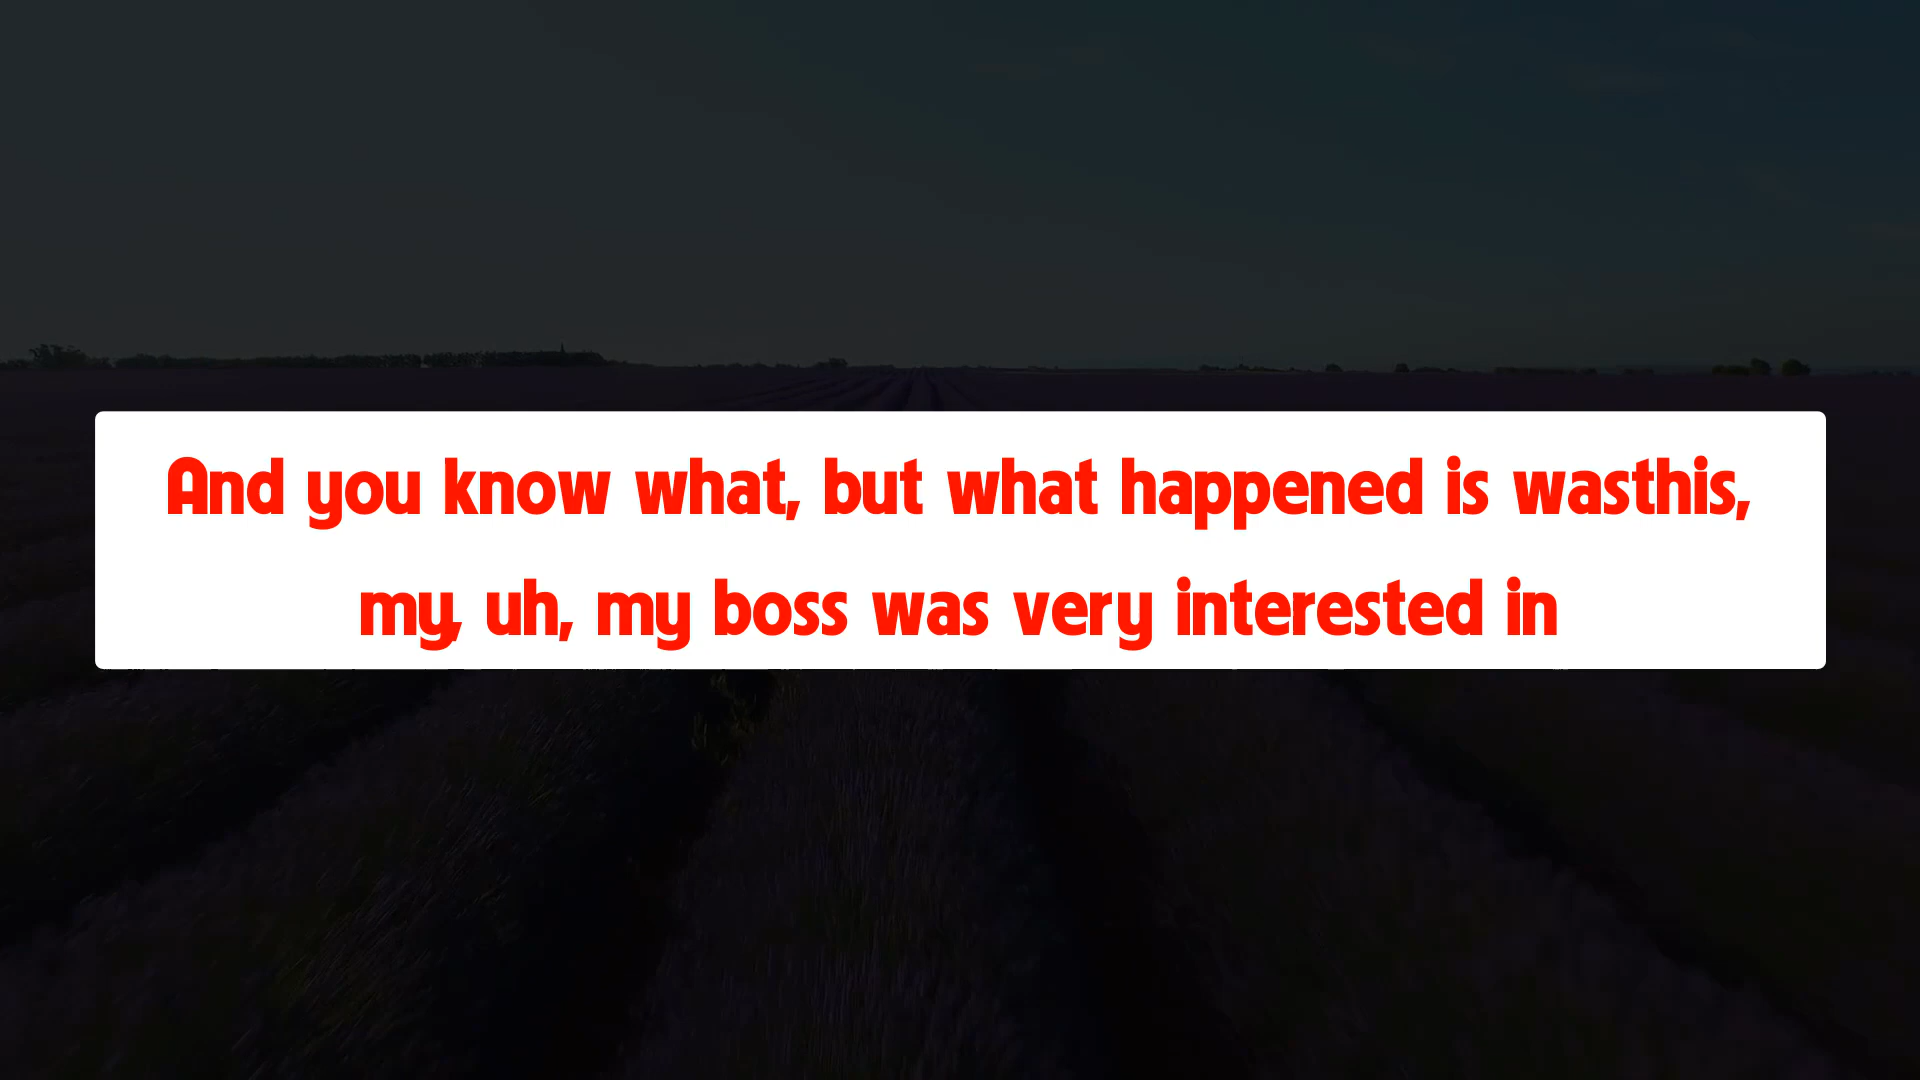 And you know what, but what happened is wasthis,
my, uh, my boss was very interested in